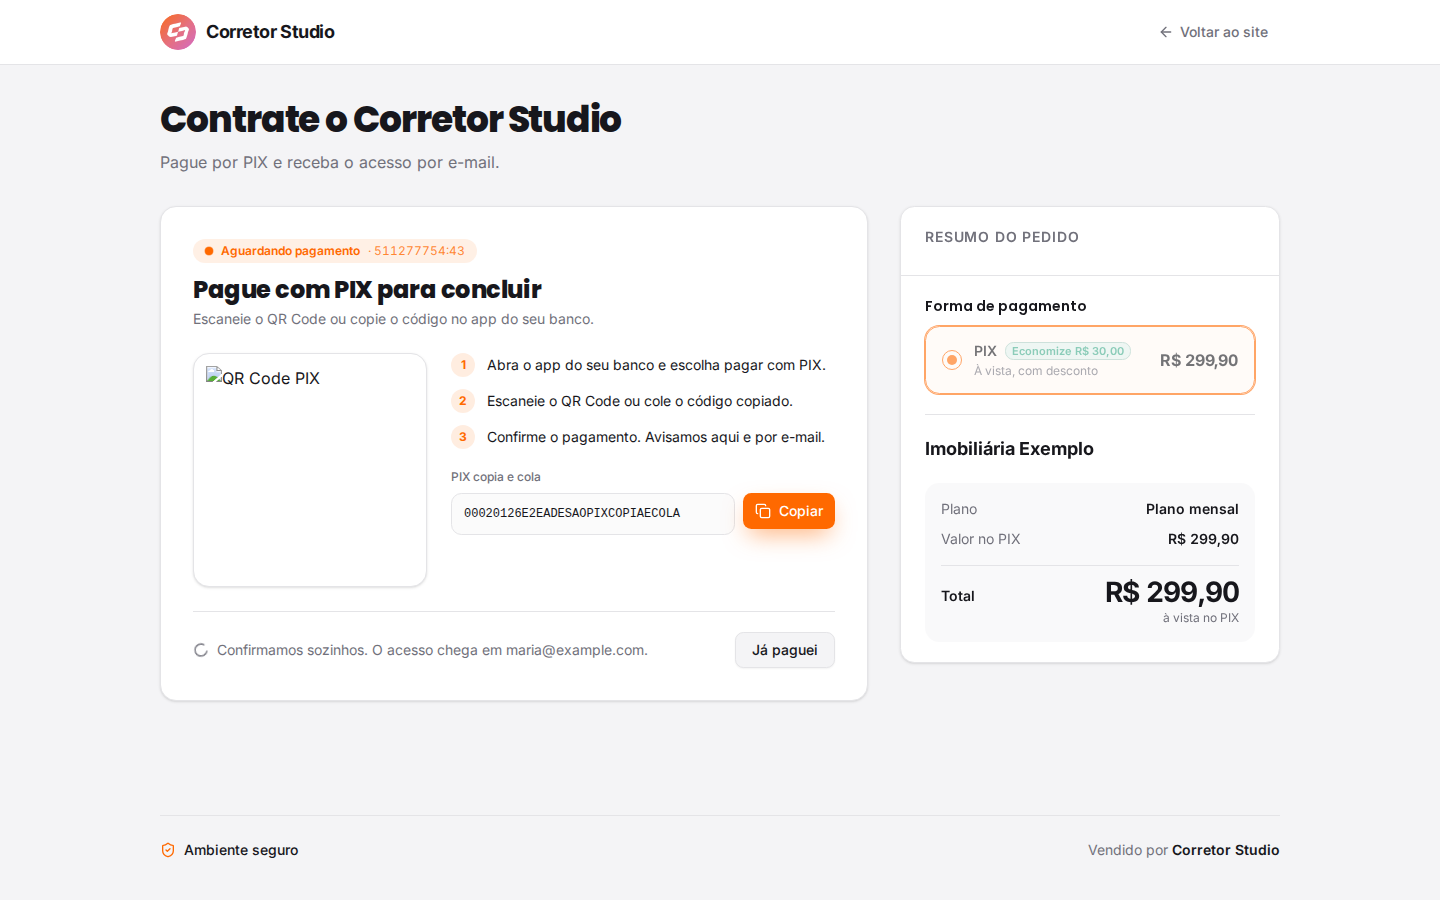 Corretor Studio
Voltar ao site
Contrate o Corretor Studio
Pague por PIX e receba o acesso por e-mail.
Aguardando pagamento · 511277754:43
Pague com PIX para concluir
Escaneie o QR Code ou copie o código no app do seu banco.
QR Code PIX
1 Abra o app do seu banco e escolha pagar com PIX.
2 Escaneie o QR Code ou cole o código copiado.
3 Confirme o pagamento. Avisamos aqui e por e-mail.
PIX copia e cola
00020126E2EADESAOPIXCOPIAECOLA
Copiar
Confirmamos sozinhos. O acesso chega em maria@example.com.
Já paguei
RESUMO DO PEDIDO
Forma de pagamento
PIX Economize R$ 30,00
À vista, com desconto
R$ 299,90
Imobiliária Exemplo
Plano Plano mensal
Valor no PIX R$ 299,90
Total R$ 299,90
à vista no PIX
Ambiente seguro
Vendido por Corretor Studio